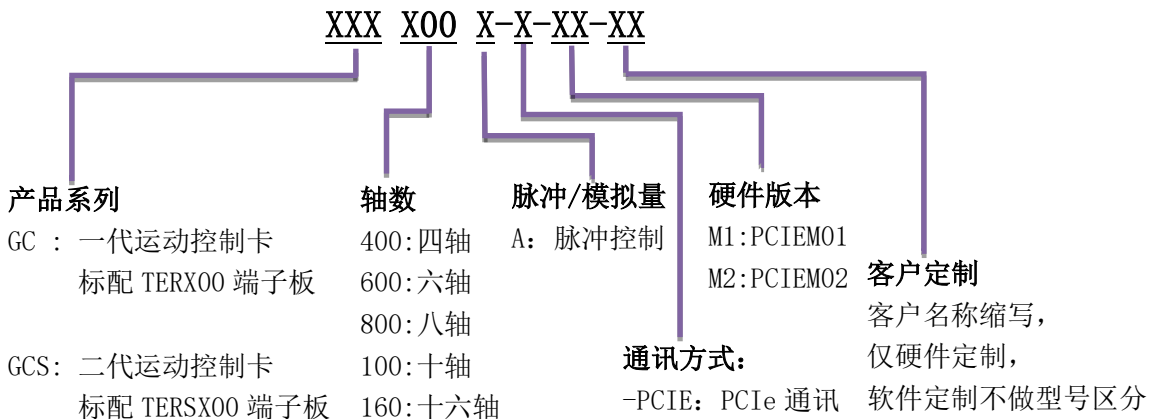 XXX X00 X-X-XX-XX
产品系列
GC : 一代运动控制卡
标配 TERX00 端子板
GCS: 二代运动控制卡
标配 TERSX00 端子板
轴数
400:四轴
600:六轴
800:八轴
100:十轴
160:十六轴
脉冲/模拟量
A: 脉冲控制
通讯方式:
-PCIE: PCIe 通讯
硬件版本
M1:PCIEM01
M2:PCIEM02
客户定制
客户名称缩写,
仅硬件定制,
软件定制不做型号区分